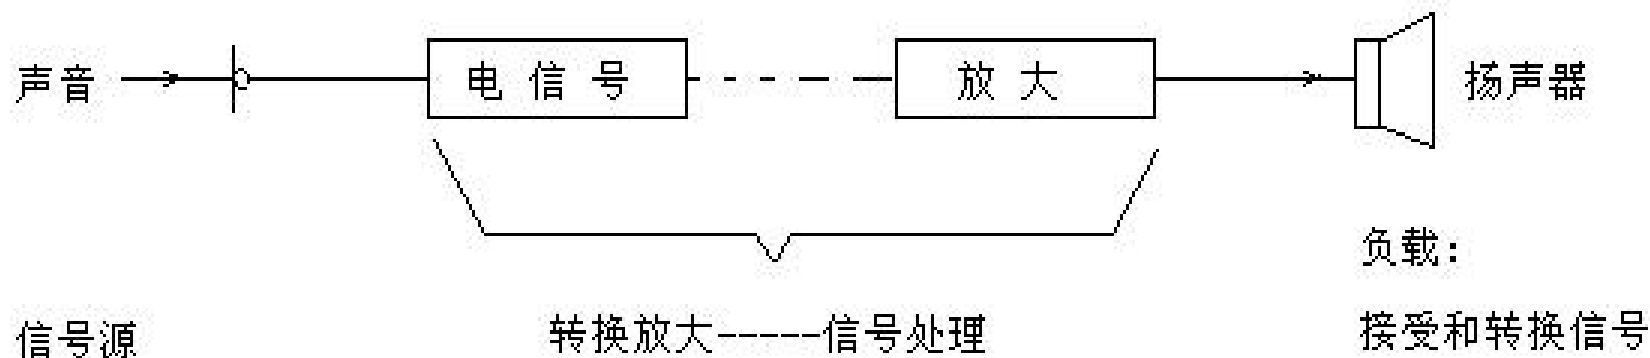 声音 电信号 放大 扬声器
负载：
信号源 转换放大-----信号处理 接受和转换信号